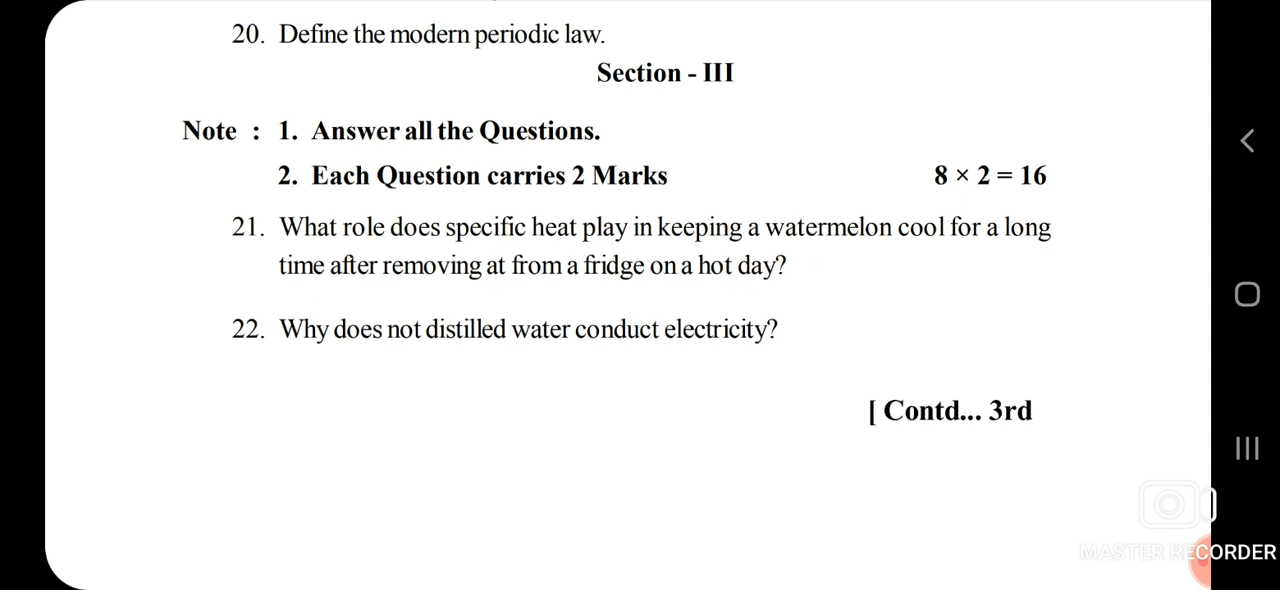 20. Define the modern periodic law.
Section - III
Note : 1. Answer all the Questions.
2. Each Question carries 2 Marks 8 × 2 = 16
21. What role does specific heat play in keeping a watermelon cool for a long
time after removing at from a fridge on a hot day?
22. Why does not distilled water conduct electricity?
[ Contd... 3rd
MASTER RECORDER